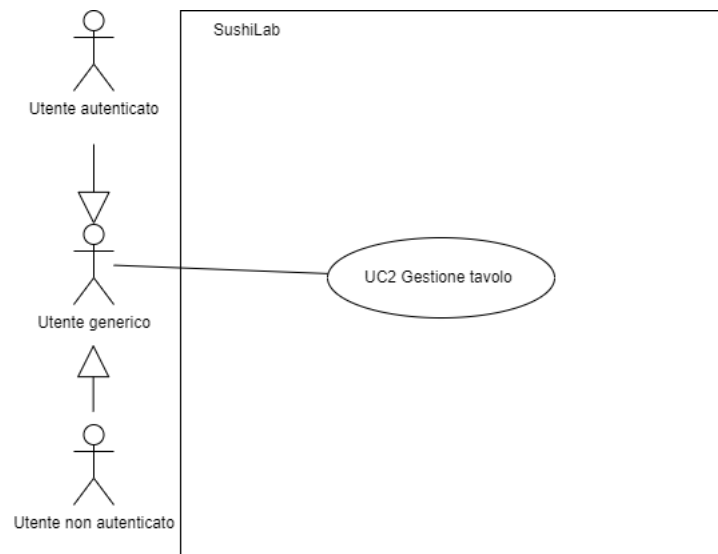 SushiLab
Utente autenticato
UC2 Gestione tavolo
Utente generico
Utente non autenticato